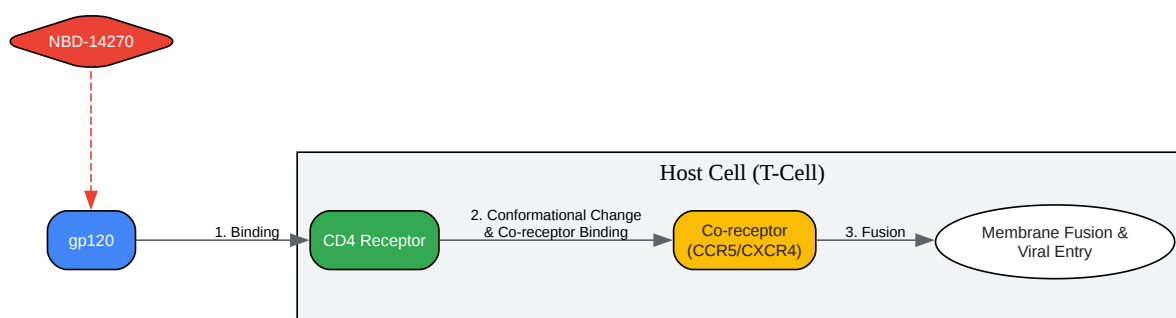 NBD-14270
Host Cell (T-Cell)
gp120
1. Binding
CD4 Receptor
2. Conformational Change
& Co-receptor Binding
Co-receptor
(CCR5/CXCR4)
3. Fusion
Membrane Fusion &
Viral Entry